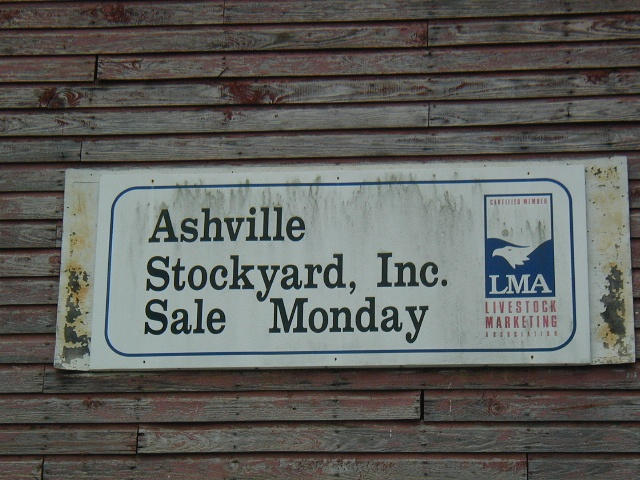 Ashville
Stockyard, Inc.
Sale Monday
CERTIFIED MEMBER
LMA
LIVESTOCK
MARKETING
ASSOCIATION